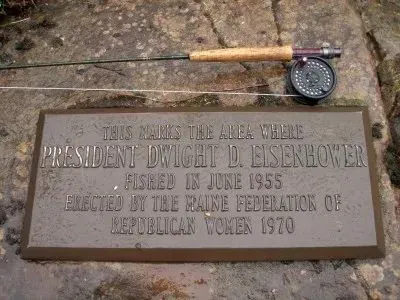 THIS MARKS THE AREA WHERE
PRESIDENT DWIGHT D. EISENHOWER
FISHED IN JUNE 1955
ERECTED BY THE MAINE FEDERATION OF
REPUBLICAN WOMEN 1970